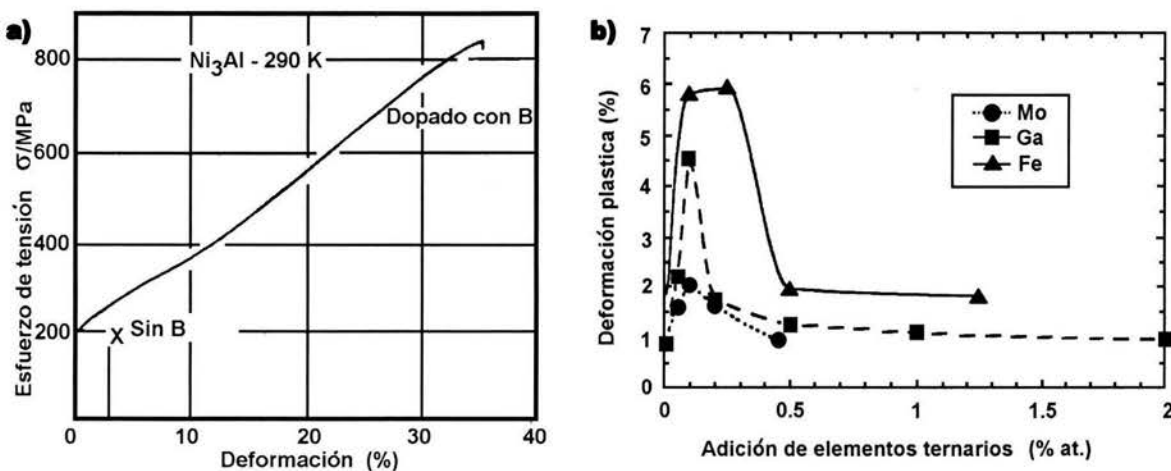 a)
800
600
400
200
Esfuerzo de tensión σ/MPa
Ni3Al - 290 K
Dopado con B
X Sin B
0 10 20 30 40
Deformación (%)
b)
7
6
5
4
3
2
1
0
Deformación plastica (%)
Mo
Ga
Fe
0 0.5 1 1.5 2
Adición de elementos ternarios (% at.)